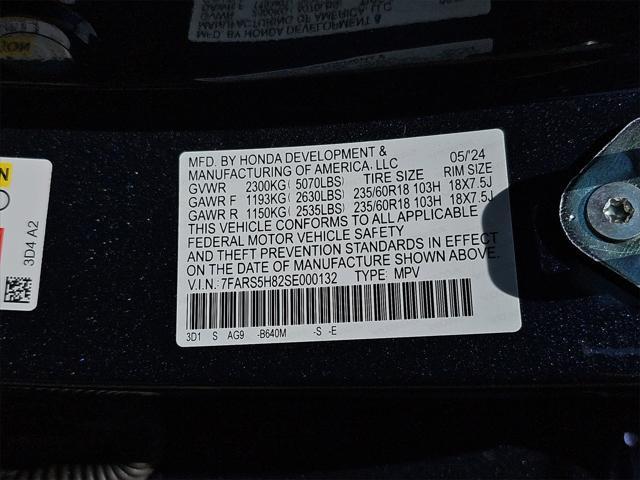 MFD. BY HONDA DEVELOPMENT &
MANUFACTURING OF AMERICA, LLC 05/'24
GVWR 2300KG( 5070LBS) TIRE SIZE RIM SIZE
GAWR F 1193KG( 2630LBS) 235/60R18 103H 18X7.5J
GAWR R 1150KG( 2535LBS) 235/60R18 103H 18X7.5J
THIS VEHICLE CONFORMS TO ALL APPLICABLE
FEDERAL MOTOR VEHICLE SAFETY
AND THEFT PREVENTION STANDARDS IN EFFECT
ON THE DATE OF MANUFACTURE SHOWN ABOVE.
V.I.N.: 7FARS5H82SE000132 TYPE: MPV
3D1 S AG9 -B640M -S -E
3D4 A2